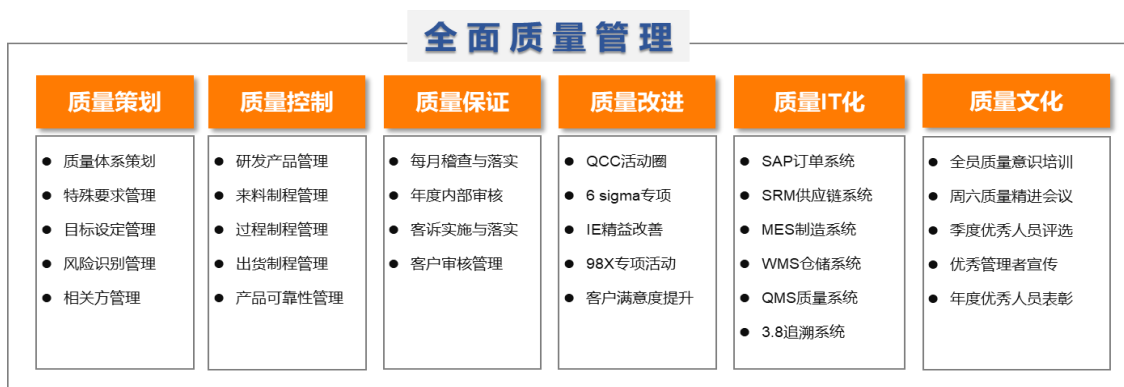 全面质量管理
质量策划
质量体系策划
特殊要求管理
目标设定管理
风险识别管理
相关方管理
质量控制
研发产品管理
来料制程管理
过程制程管理
出货制程管理
产品可靠性管理
质量保证
每月稽查与落实
年度内部审核
客诉实施与落实
客户审核管理
质量改进
QCC活动圈
6 sigma专项
IE精益改善
98X专项活动
客户满意度提升
质量IT化
SAP订单系统
SRM供应链系统
MES制造系统
WMS仓储系统
QMS质量系统
3.8追溯系统
质量文化
全员质量意识培训
周六质量精进会议
季度优秀人员评选
优秀管理者宣传
年度优秀人员表彰